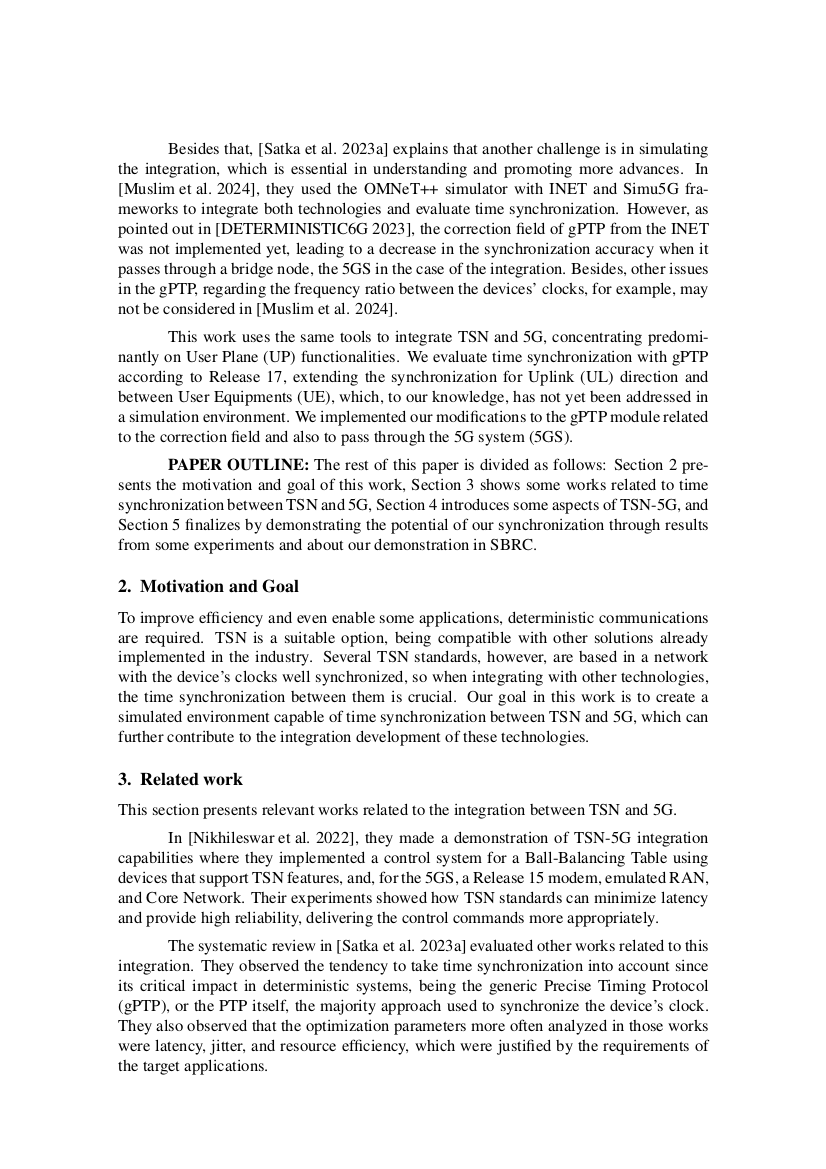 Besides that, [Satka et al. 2023a] explains that another challenge is in simulating
the integration, which is essential in understanding and promoting more advances. In
[Muslim et al. 2024], they used the OMNeT++ simulator with INET and Simu5G fra-
meworks to integrate both technologies and evaluate time synchronization. However, as
pointed out in [DETERMINISTIC6G 2023], the correction field of gPTP from the INET
was not implemented yet, leading to a decrease in the synchronization accuracy when it
passes through a bridge node, the 5GS in the case of the integration. Besides, other issues
in the gPTP, regarding the frequency ratio between the devices' clocks, for example, may
not be considered in [Muslim et al. 2024].
This work uses the same tools to integrate TSN and 5G, concentrating predomi-
nantly on User Plane (UP) functionalities. We evaluate time synchronization with gPTP
according to Release 17, extending the synchronization for Uplink (UL) direction and
between User Equipments (UE), which, to our knowledge, has not yet been addressed in
a simulation environment. We implemented our modifications to the gPTP module related
to the correction field and also to pass through the 5G system (5GS).
PAPER OUTLINE: The rest of this paper is divided as follows: Section 2 pre-
sents the motivation and goal of this work, Section 3 shows some works related to time
synchronization between TSN and 5G, Section 4 introduces some aspects of TSN-5G, and
Section 5 finalizes by demonstrating the potential of our synchronization through results
from some experiments and about our demonstration in SBRC.
2. Motivation and Goal
To improve efficiency and even enable some applications, deterministic communications
are required. TSN is a suitable option, being compatible with other solutions already
implemented in the industry. Several TSN standards, however, are based in a network
with the device's clocks well synchronized, so when integrating with other technologies,
the time synchronization between them is crucial. Our goal in this work is to create a
simulated environment capable of time synchronization between TSN and 5G, which can
further contribute to the integration development of these technologies.
3. Related work
This section presents relevant works related to the integration between TSN and 5G.
In [Nikhileswar et al. 2022], they made a demonstration of TSN-5G integration
capabilities where they implemented a control system for a Ball-Balancing Table using
devices that support TSN features, and, for the 5GS, a Release 15 modem, emulated RAN,
and Core Network. Their experiments showed how TSN standards can minimize latency
and provide high reliability, delivering the control commands more appropriately.
The systematic review in [Satka et al. 2023a] evaluated other works related to this
integration. They observed the tendency to take time synchronization into account since
its critical impact in deterministic systems, being the generic Precise Timing Protocol
(gPTP), or the PTP itself, the majority approach used to synchronize the device's clock.
They also observed that the optimization parameters more often analyzed in those works
were latency, jitter, and resource efficiency, which were justified by the requirements of
the target applications.